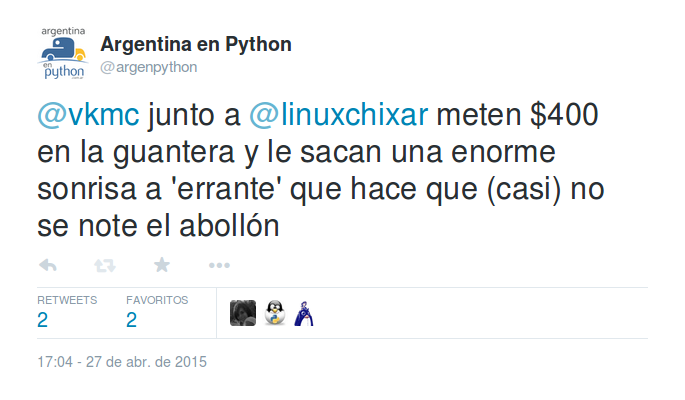 argentina
en
python
Argentina en Python
@argenpython
@vkmc junto a @linuxchixar meten $400
en la guantera y le sacan una enorme
sonrisa a 'errante' que hace que (casi) no
se note el abollón
RETWEETS
2
FAVORITOS
2
17:04 - 27 de abr. de 2015